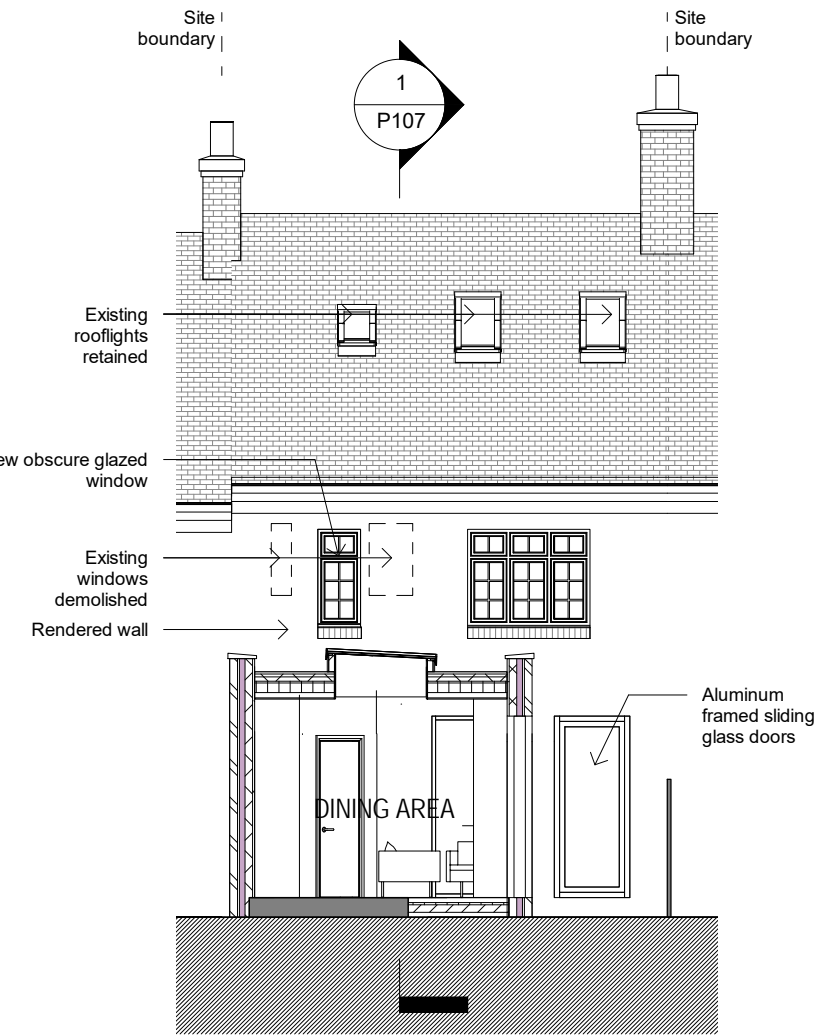 Site
boundary
Site
boundary
1
P107
Existing
rooflights
retained
obscure glazed
window
Existing
windows
demolished
Rendered wall
Aluminum
framed sliding
glass doors
DINING AREA